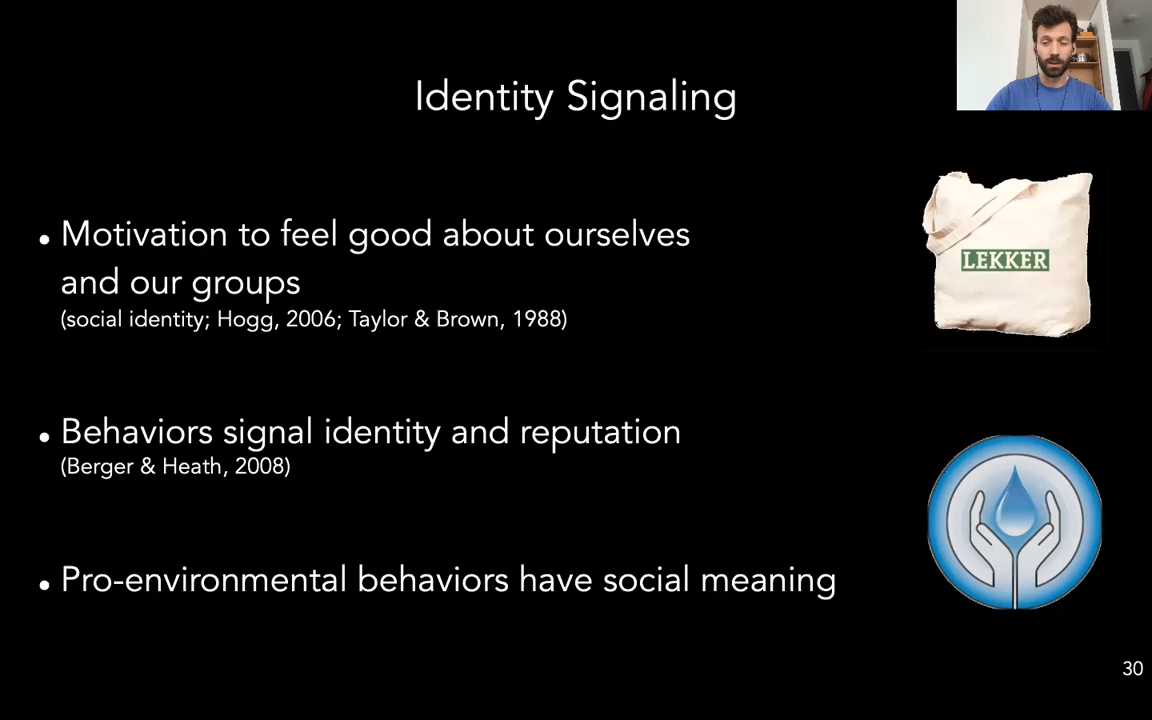 Identity Signaling
• Motivation to feel good about ourselves
and our groups
(social identity; Hogg, 2006; Taylor & Brown, 1988)
LEKKER
• Behaviors signal identity and reputation
(Berger & Heath, 2008)
• Pro-environmental behaviors have social meaning
30